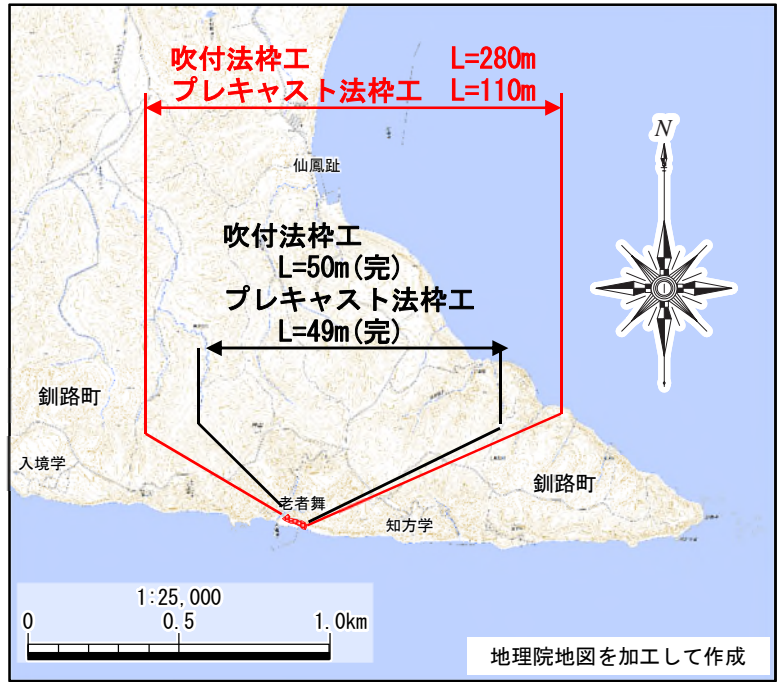 吹付法枠工 L=280m
プレキャスト法枠工 L=110m
N
仙鳳趾
吹付法枠工
L=50m(完)
プレキャスト法枠工
L=49m(完)
釧路町
入境学
老者舞
知方学
釧路町
1:25,000
0 0.5 1.0km
地理院地図を加工して作成